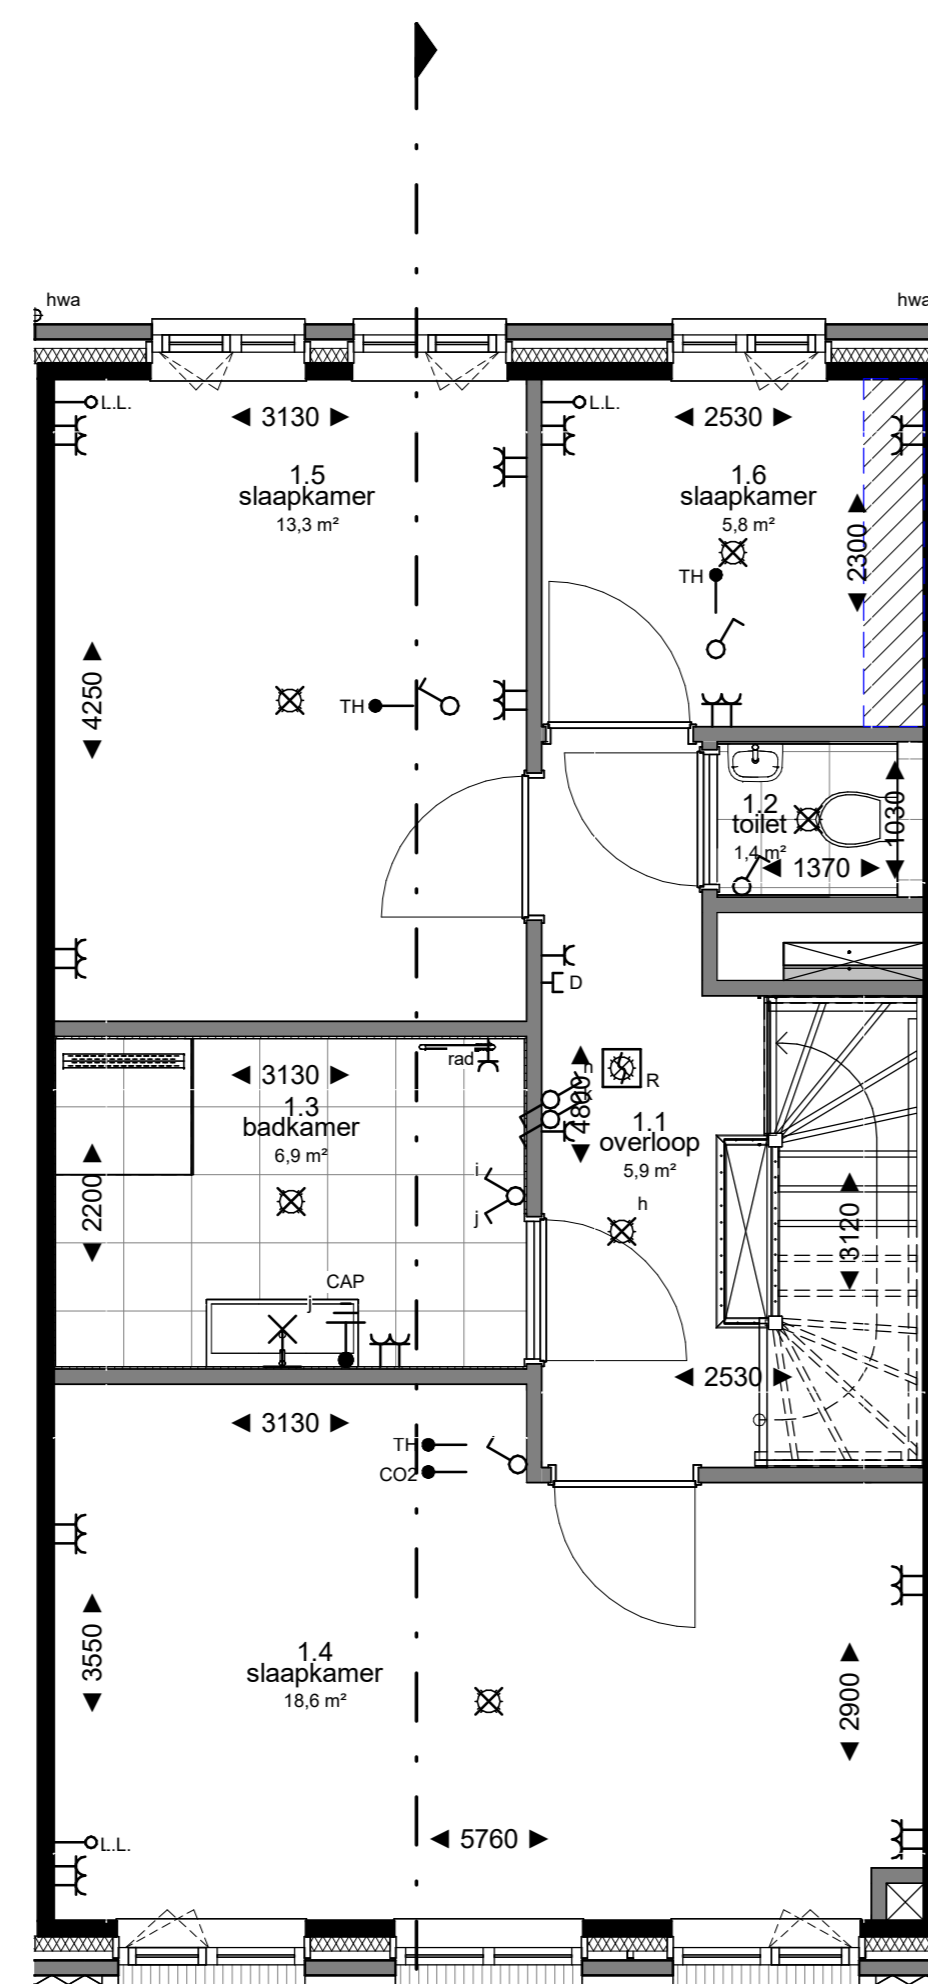 hwa
hwa
L.L.
3130
L.L.
2530
1.5
slaapkamer
13,3 m²
1.6
slaapkamer
5,8 m²
2300
TH
4250
TH
1.2
toilet
1,4 m²
1030
1370
D
rad
3130
1.3
badkamer
6,9 m²
h
R
4800
1.1
overloop
5,9 m²
2200
i
j
h
3120
CAP
j
2530
3130
TH
CO2
3550
1.4
slaapkamer
18,6 m²
2900
L.L.
5760